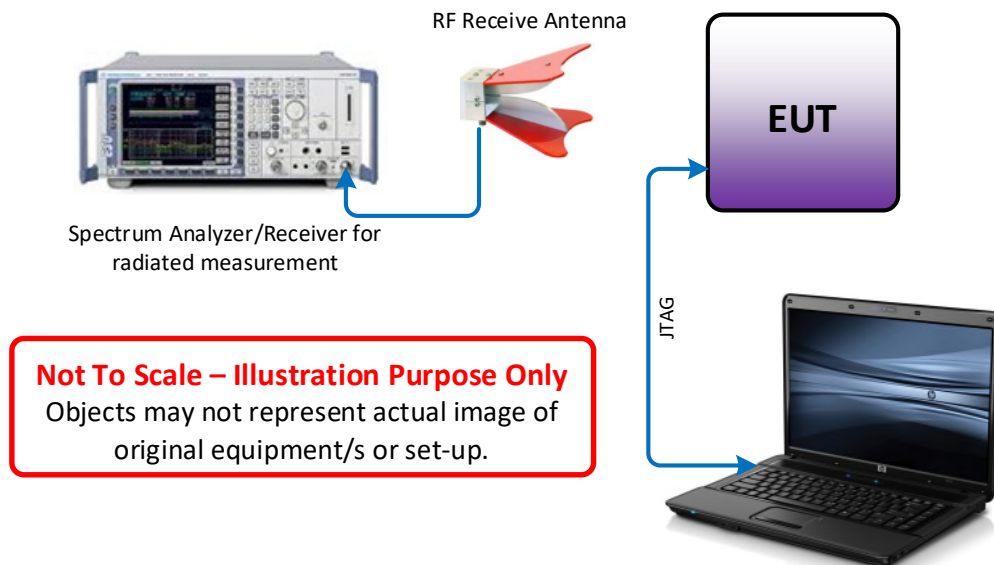 RF Receive Antenna
EUT
Spectrum Analyzer/Receiver for
radiated measurement
JTAG
Not To Scale – Illustration Purpose Only
Objects may not represent actual image of
original equipment/s or set-up.